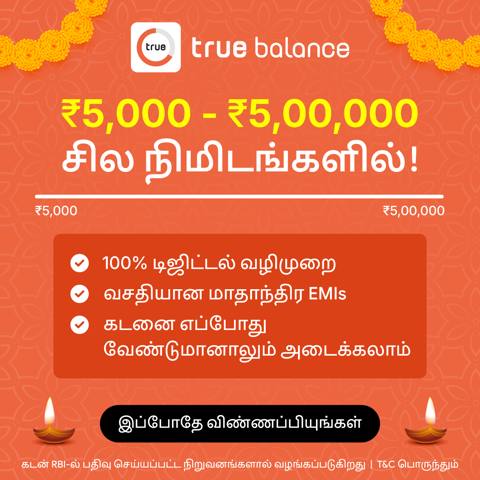 true
true balance
₹5,000 - ₹5,00,000
சில நிமிடங்களில்!
₹5,000 ₹5,00,000
100% டிஜிட்டல் வழிமுறை
வசதியான மாதாந்திர EMIs
கடனை எப்போது
வேண்டுமானாலும் அடைக்கலாம்
இப்போதே விண்ணப்பியுங்கள்
கடன் RBI-ல் பதிவு செய்யப்பட்ட நிறுவனங்களால் வழங்கப்படுகிறது | T&C பொருந்தும்